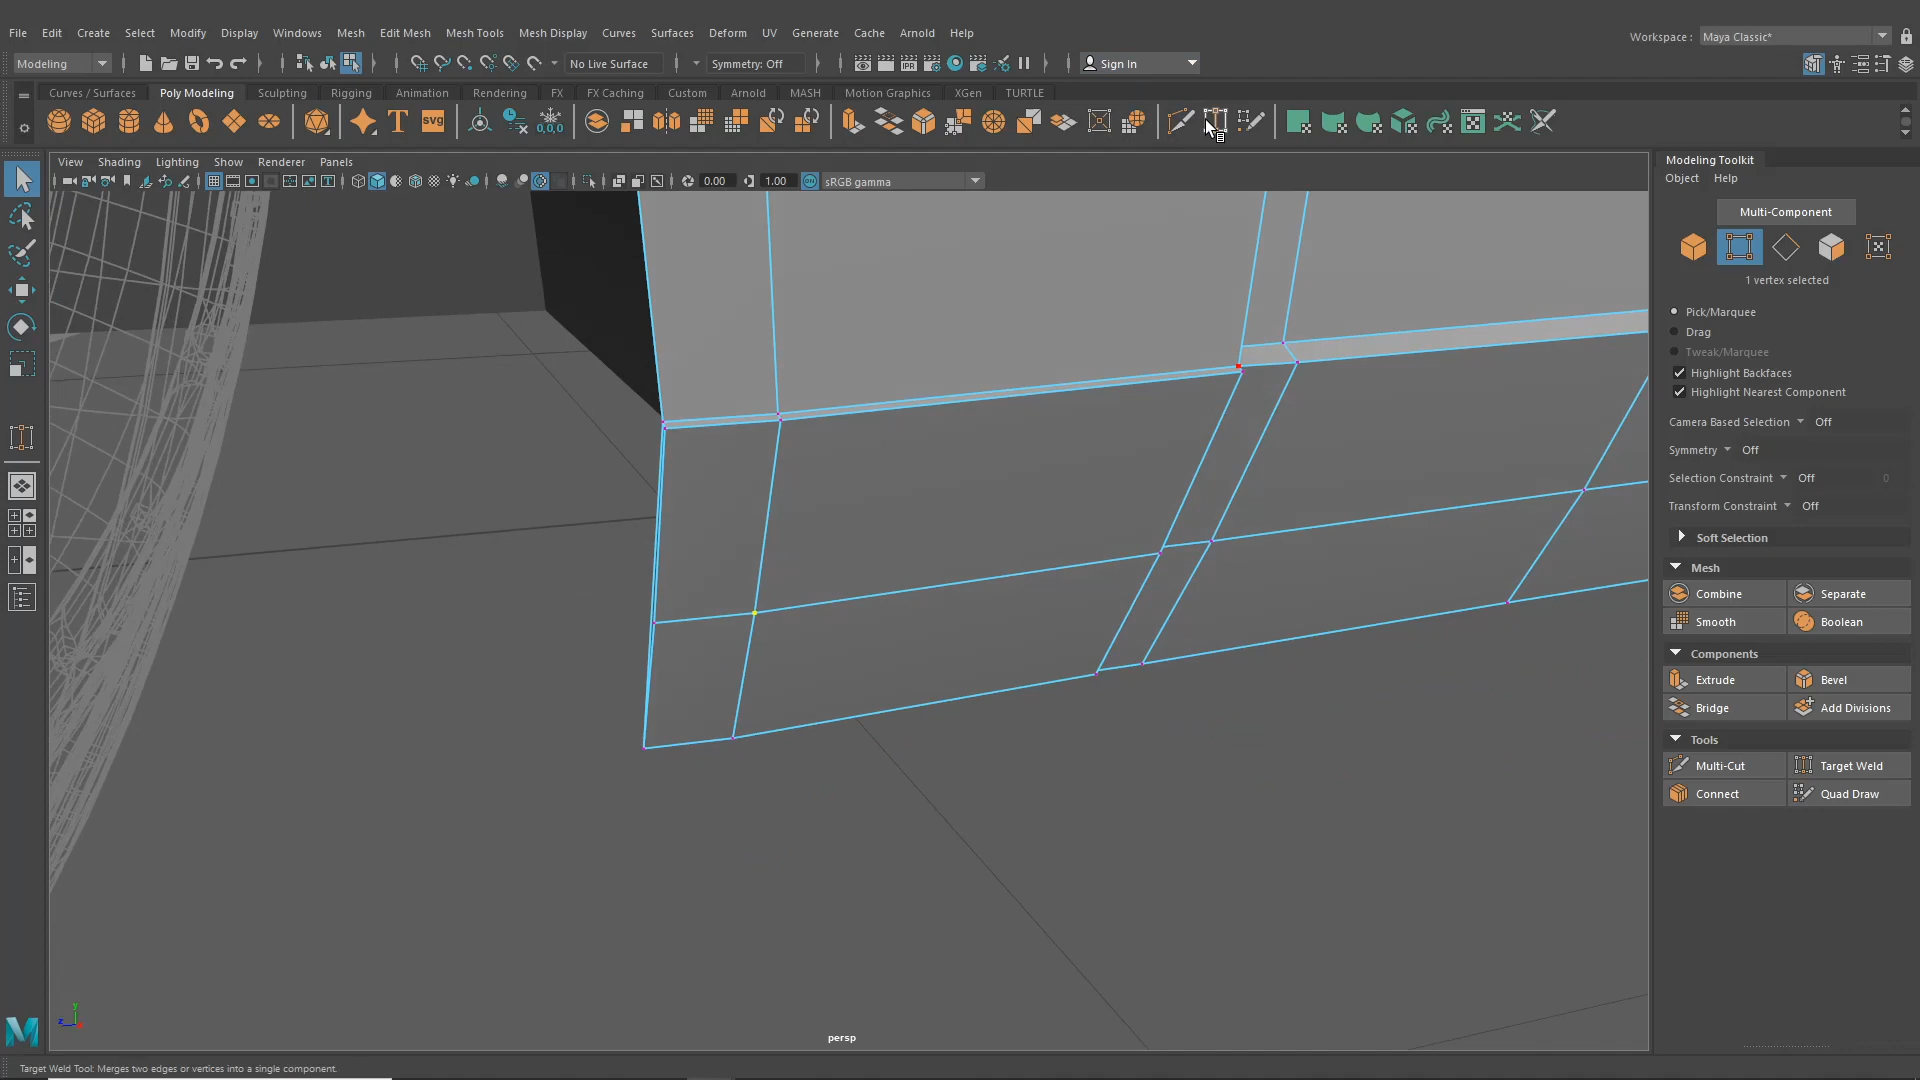 File Edit Create Select Modify Display Windows Mesh Edit Mesh Mesh Tools Mesh Display Curves Surfaces Deform UV Generate Cache Arnold Help
Workspace : Maya Classic*
Modeling No Live Surface Symmetry: Off Sign In
Curves / Surfaces Poly Modeling Sculpting Rigging Animation Rendering FX FX Caching Custom Arnold MASH Motion Graphics XGen TURTLE
T svg 0,0,0
View Shading Lighting Show Renderer Panels
0.00 1.00 ON sRGB gamma
Modeling Toolkit
Object Help
Multi-Component
1 vertex selected
Pick/Marquee
Drag
Tweak/Marquee
Highlight Backfaces
Highlight Nearest Component
Camera Based Selection Off
Symmetry Off
Selection Constraint Off 0
Transform Constraint Off
Soft Selection
Mesh
Combine Separate
Smooth Boolean
Components
Extrude Bevel
Bridge Add Divisions
Tools
Multi-Cut Target Weld
Connect Quad Draw
y
z
persp
M
Target Weld Tool: Merges two edges or vertices into a single component.